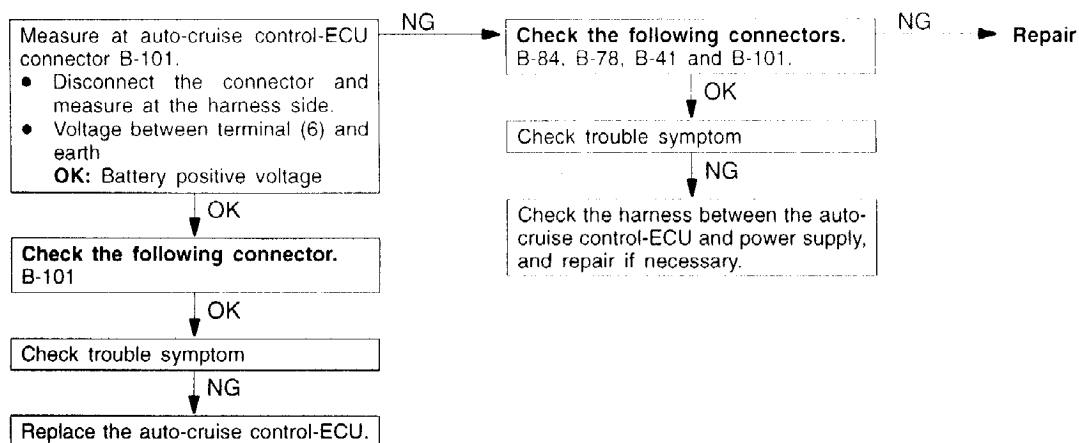 Measure at auto-cruise control-ECU
connector B-101.
● Disconnect the connector and
measure at the harness side.
● Voltage between terminal (6) and
earth
OK: Battery positive voltage
OK
Check the following connector.
B-101
OK
Check trouble symptom
NG
Replace the auto-cruise control-ECU.
NG
Check the following connectors.
B-84, B-78, B-41 and B-101.
NG
Repair
OK
Check trouble symptom
NG
Check the harness between the auto-
cruise control-ECU and power supply,
and repair if necessary.